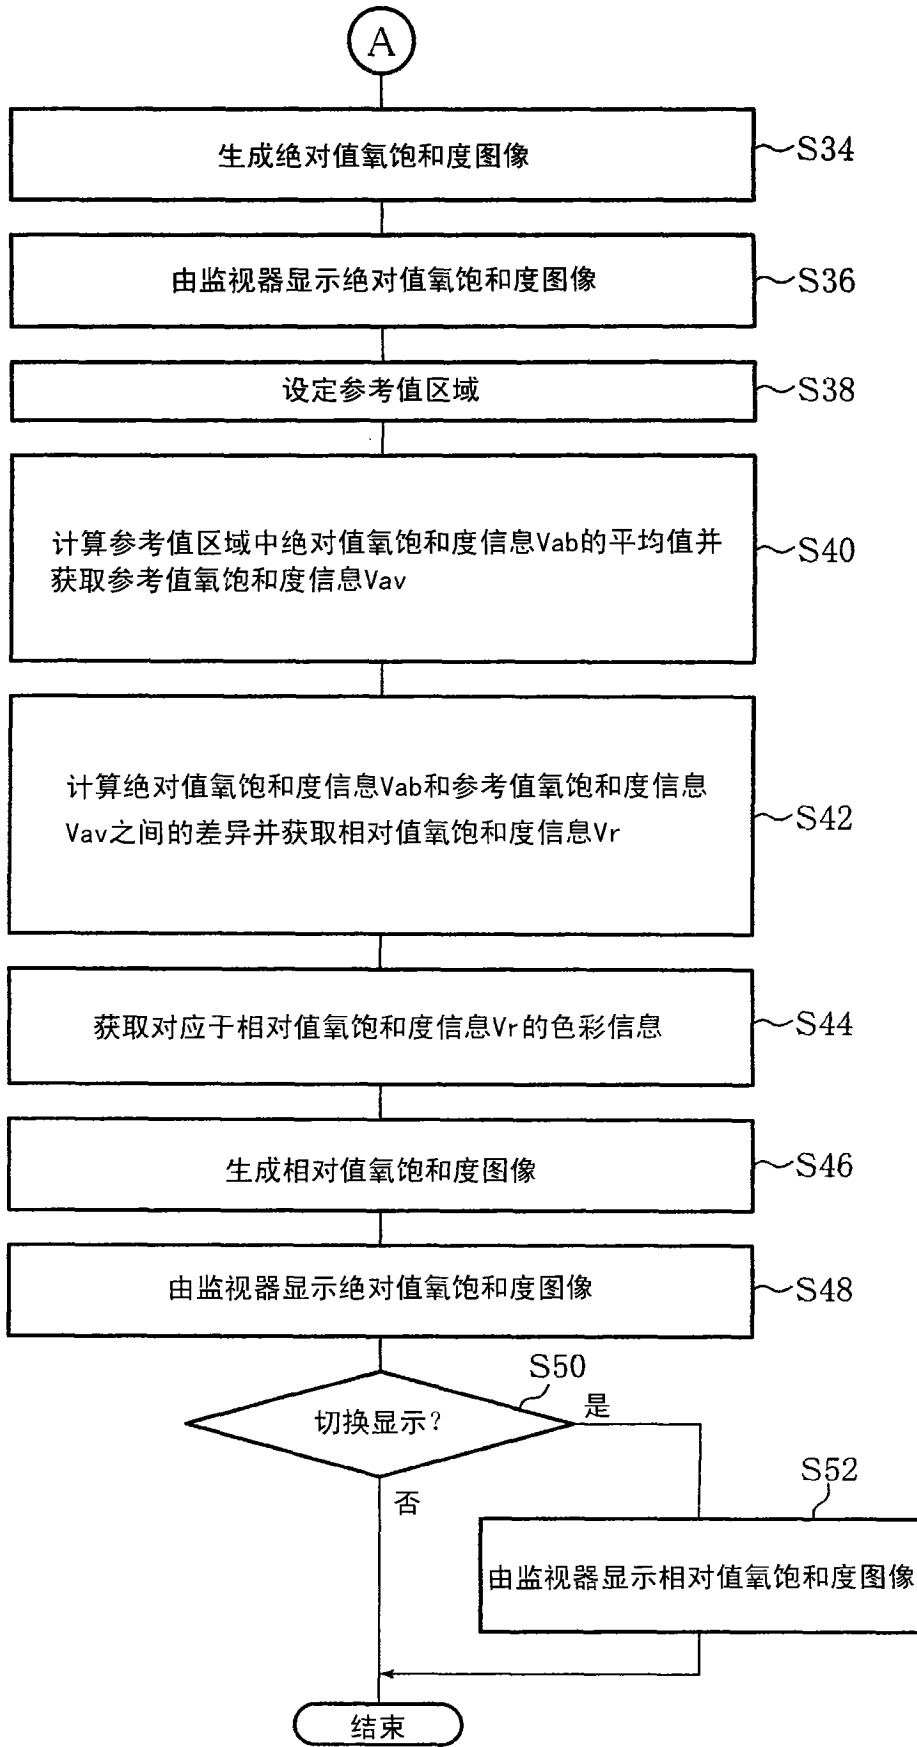 A
生成绝对值氧饱和度图像
S34
由监视器显示绝对值氧饱和度图像
S36
设定参考值区域
S38
计算参考值区域中绝对值氧饱和度信息Vab的平均值并
获取参考值氧饱和度信息Vav
S40
计算绝对值氧饱和度信息Vab和参考值氧饱和度信息
Vav之间的差异并获取相对值氧饱和度信息Vr
S42
获取对应于相对值氧饱和度信息Vr的色彩信息
S44
生成相对值氧饱和度图像
S46
由监视器显示绝对值氧饱和度图像
S48
S50
切换显示?
是
否
S52
由监视器显示相对值氧饱和度图像
结束